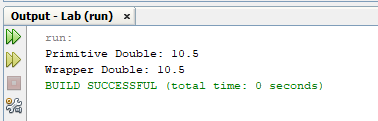 Output - Lab (run) ×
run:
Primitive Double: 10.5
Wrapper Double: 10.5
BUILD SUCCESSFUL (total time: 0 seconds)